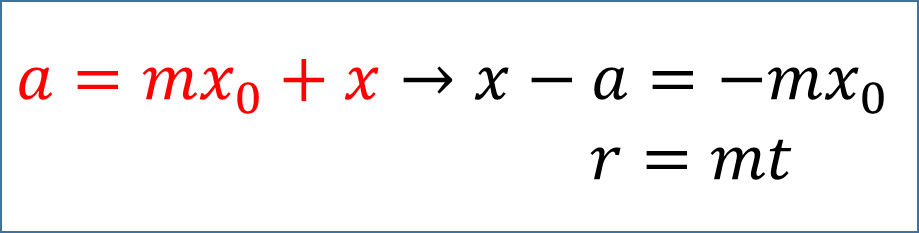 a = mx₀ + x → x − a = −mx₀
r = mt